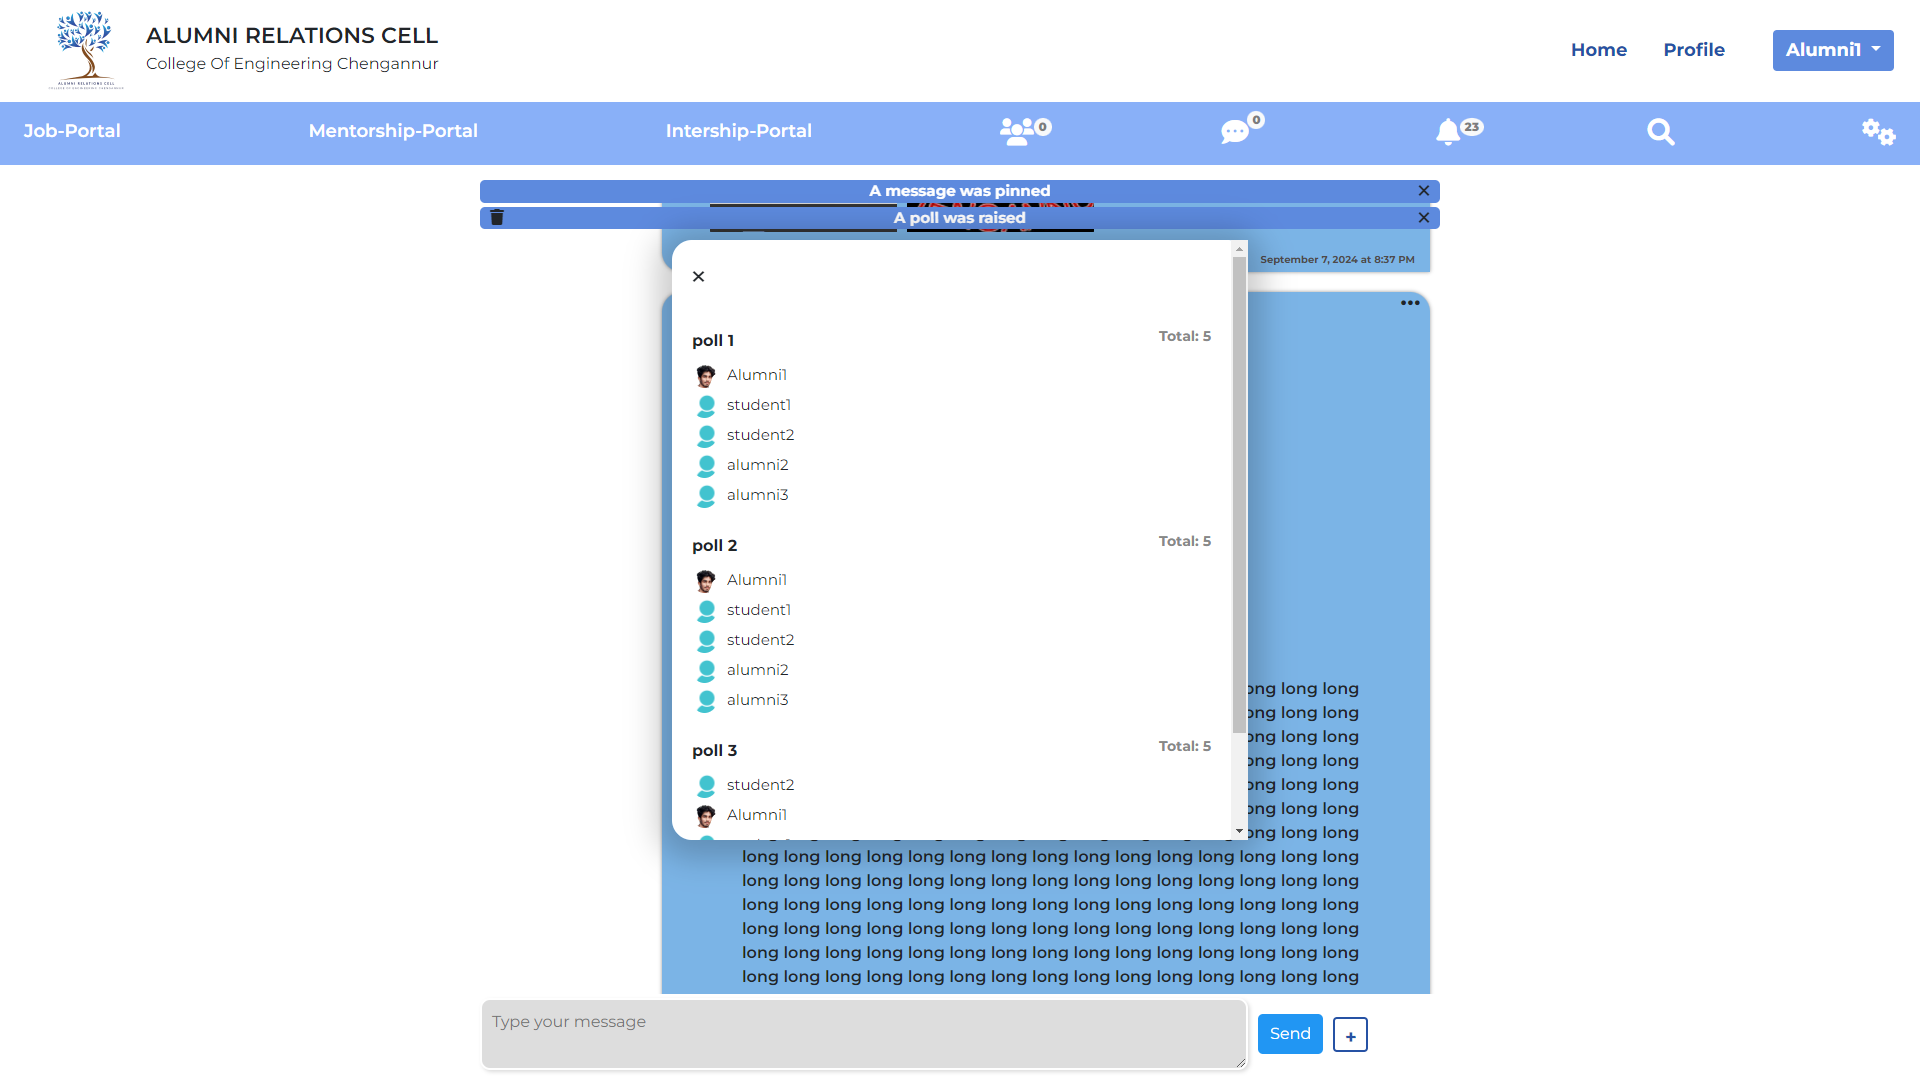 ALUMNI RELATIONS CELL
College Of Engineering Chengannur
ALUMNI RELATIONS CELL
COLLEGE OF ENGINEERING CHENGANNUR
Home
Profile
Alumni1
Job-Portal
Mentorship-Portal
Intership-Portal
0
0
23
A message was pinned
A poll was raised
September 7, 2024 at 8:37 PM
poll 1
Total: 5
Alumni1
student1
student2
alumni2
alumni3
poll 2
Total: 5
Alumni1
student1
student2
alumni2
alumni3
poll 3
Total: 5
student2
Alumni1
long long
long long
long long
long long
long long
long long
long long
long long long long long long long long long long long long long long long
long long long long long long long long long long long long long long long
long long long long long long long long long long long long long long long
long long long long long long long long long long long long long long long
long long long long long long long long long long long long long long long
long long long long long long long long long long long long long long long
Type your message
Send
+